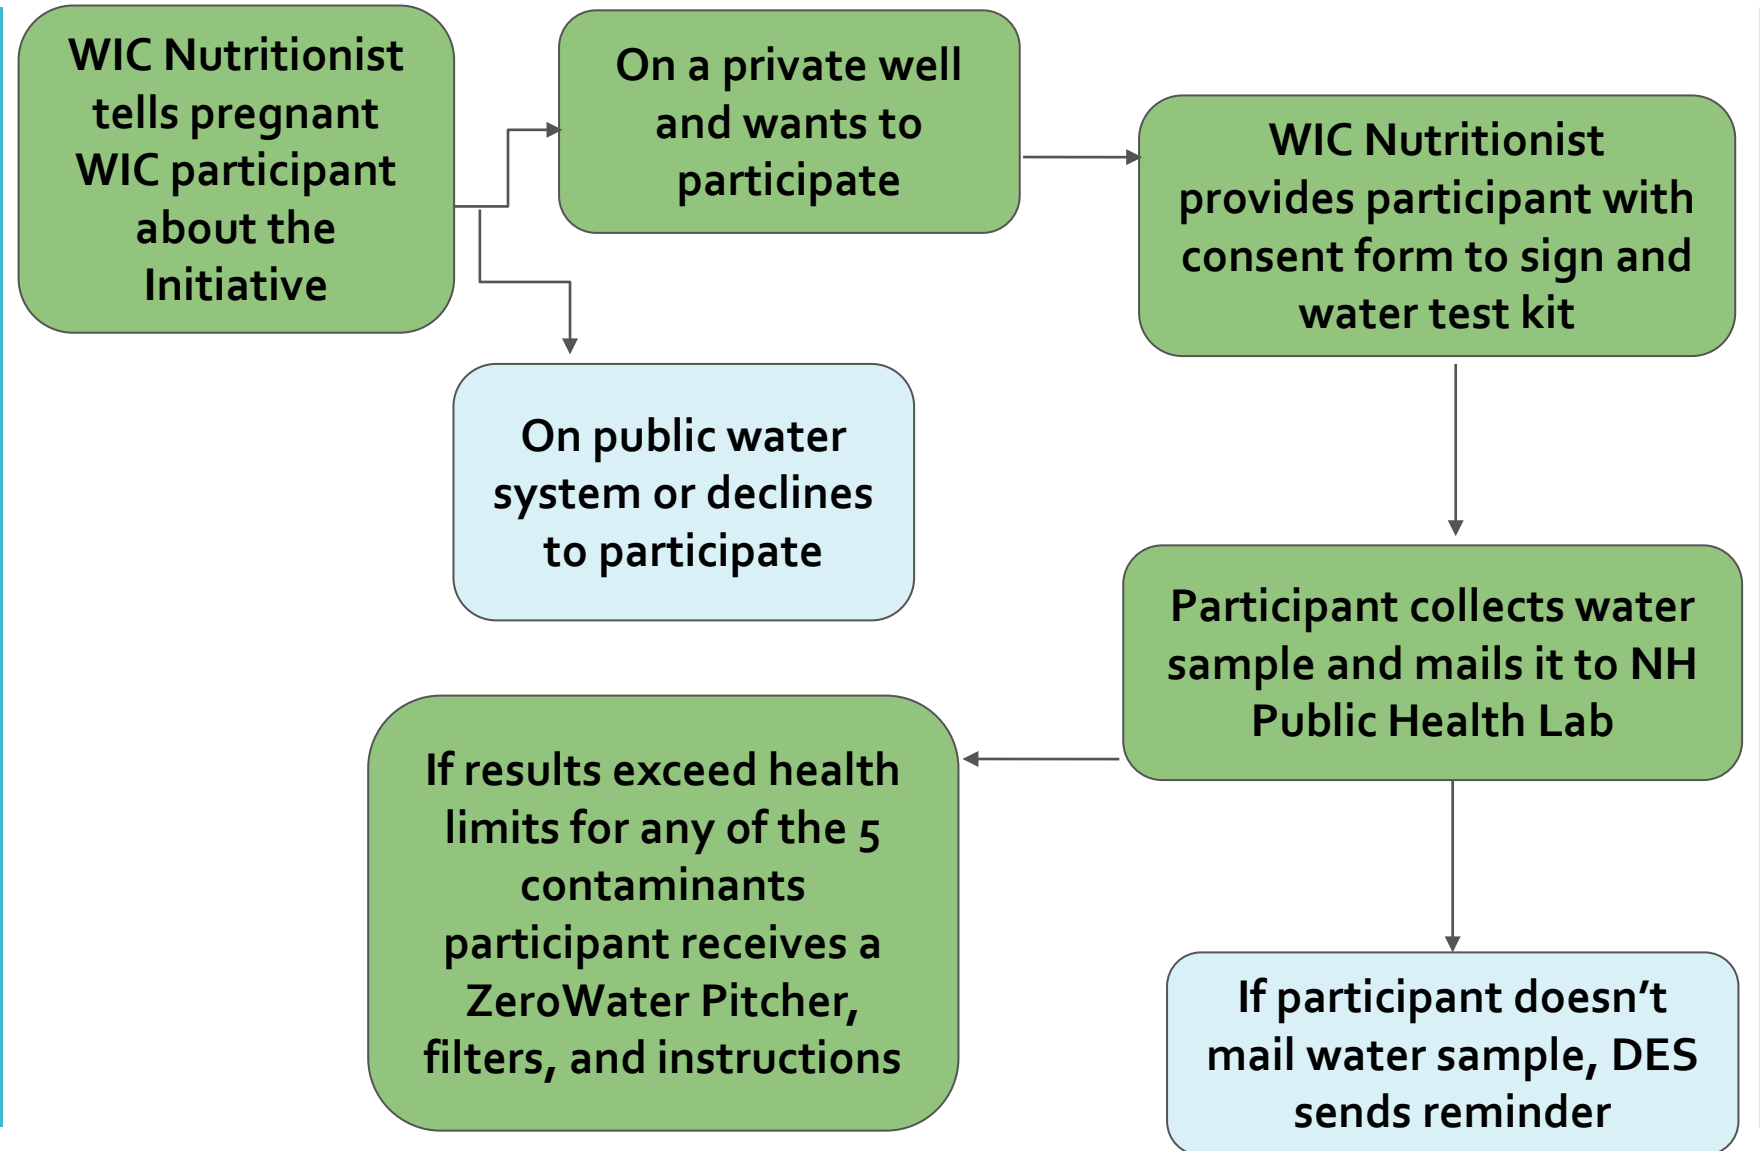 WIC Nutritionist
tells pregnant
WIC participant
about the
Initiative
On a private well
and wants to
participate
WIC Nutritionist
provides participant with
consent form to sign and
water test kit
On public water
system or declines
to participate
Participant collects water
sample and mails it to NH
Public Health Lab
If results exceed health
limits for any of the 5
contaminants
participant receives a
ZeroWater Pitcher,
filters, and instructions
If participant doesn’t
mail water sample, DES
sends reminder